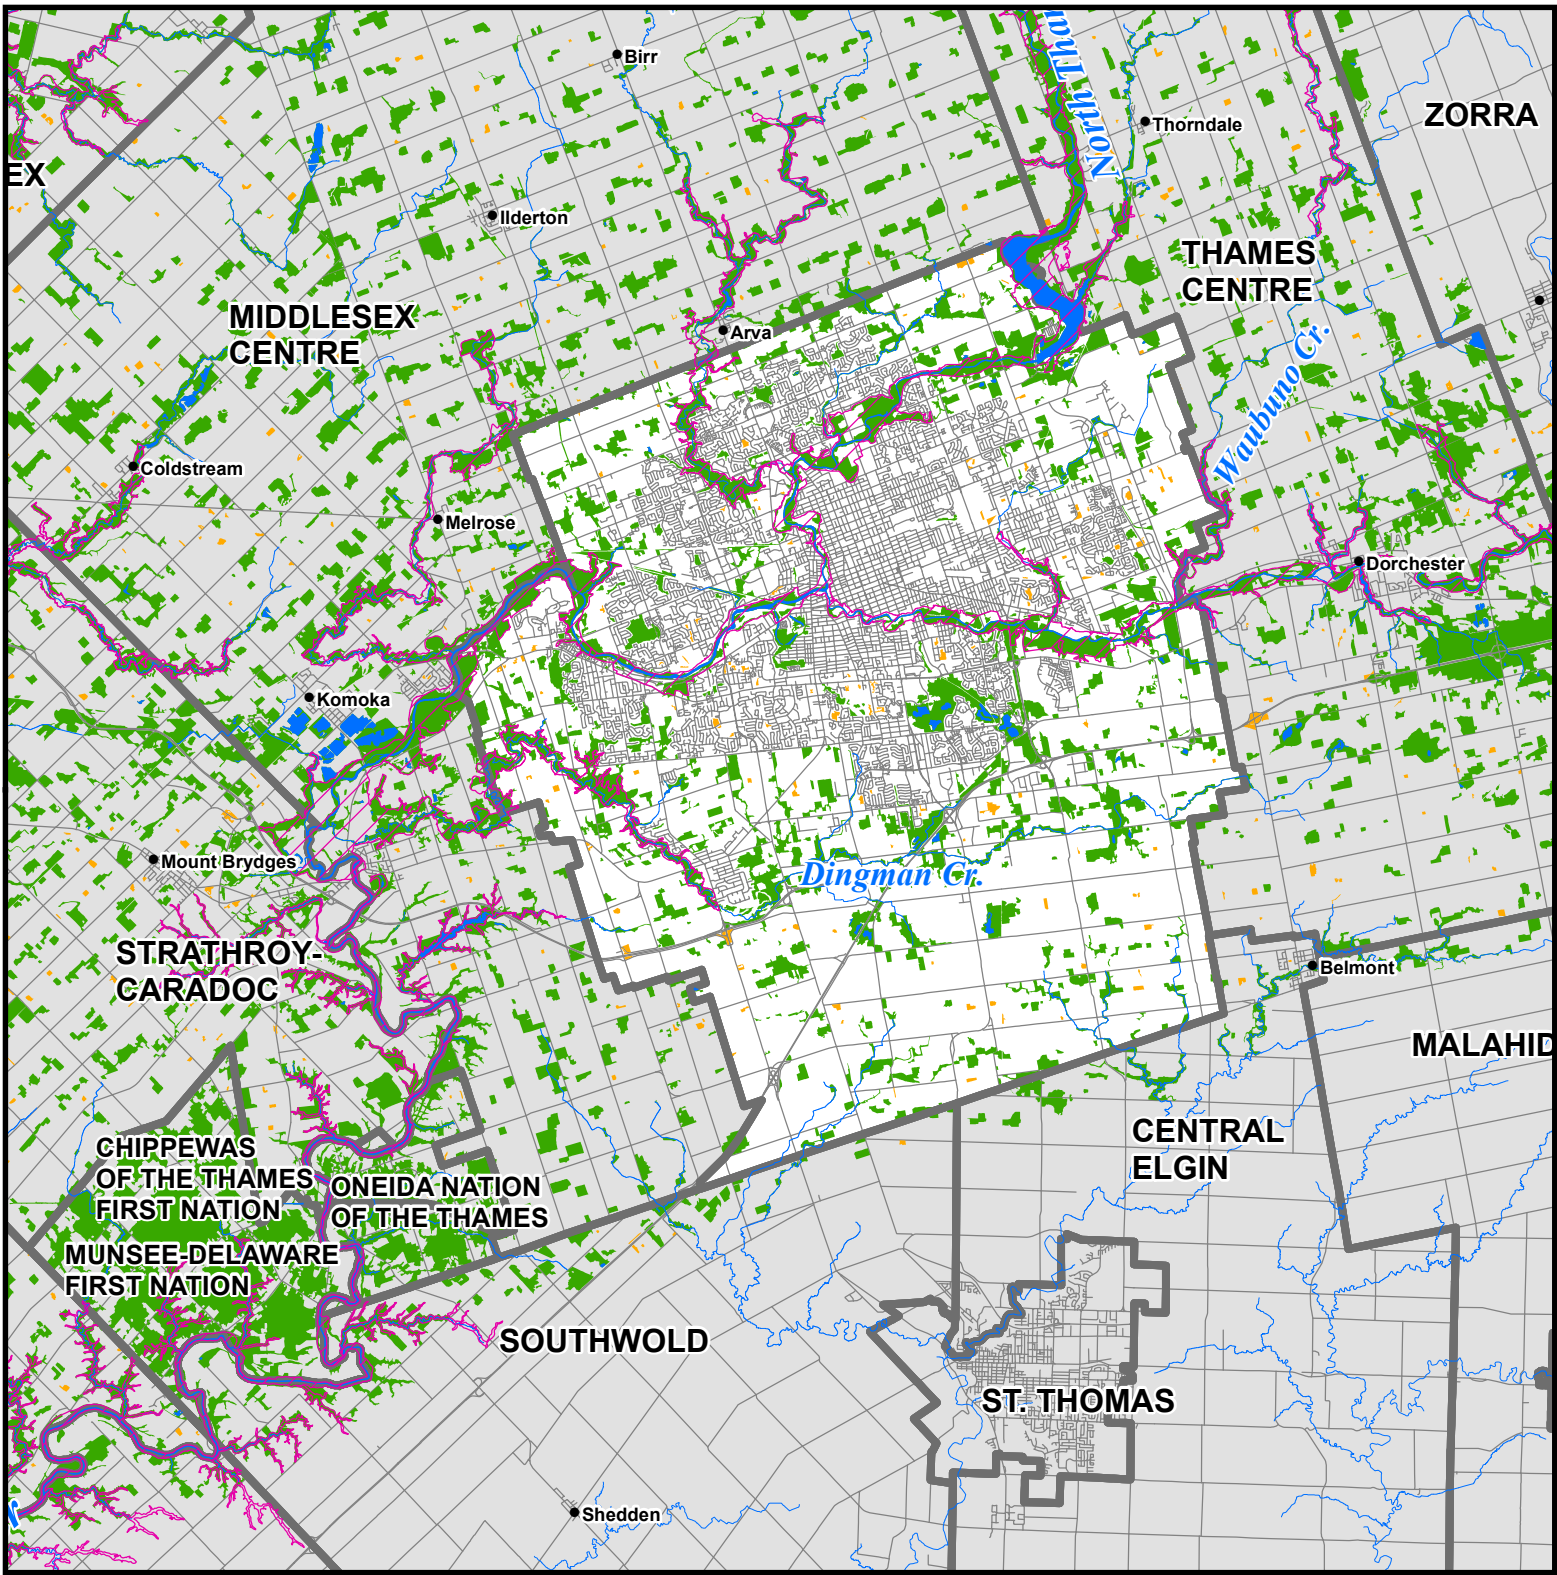 Birr
North Tha
ZORRA
Thorndale
EX
Ilderton
THAMES
CENTRE
MIDDLESEX
CENTRE
Arva
Waubuno Cr.
Coldstream
Melrose
Dorchester
Komoka
Mount Brydges
Dingman Cr.
STRATHROY-
CARADOC
Belmont
MALAHID
CENTRAL
ELGIN
CHIPPEWAS
OF THE THAMES
FIRST NATION
ONEIDA NATION
OF THE THAMES
MUNSEE-DELAWARE
FIRST NATION
SOUTHWOLD
ST. THOMAS
Shedden